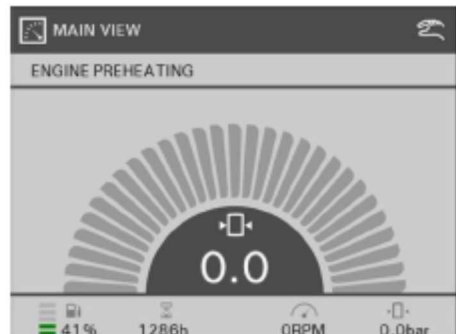 MAIN VIEW
ENGINE PREHEATING
0.0
41% 1286h 0RPM 0.0bar